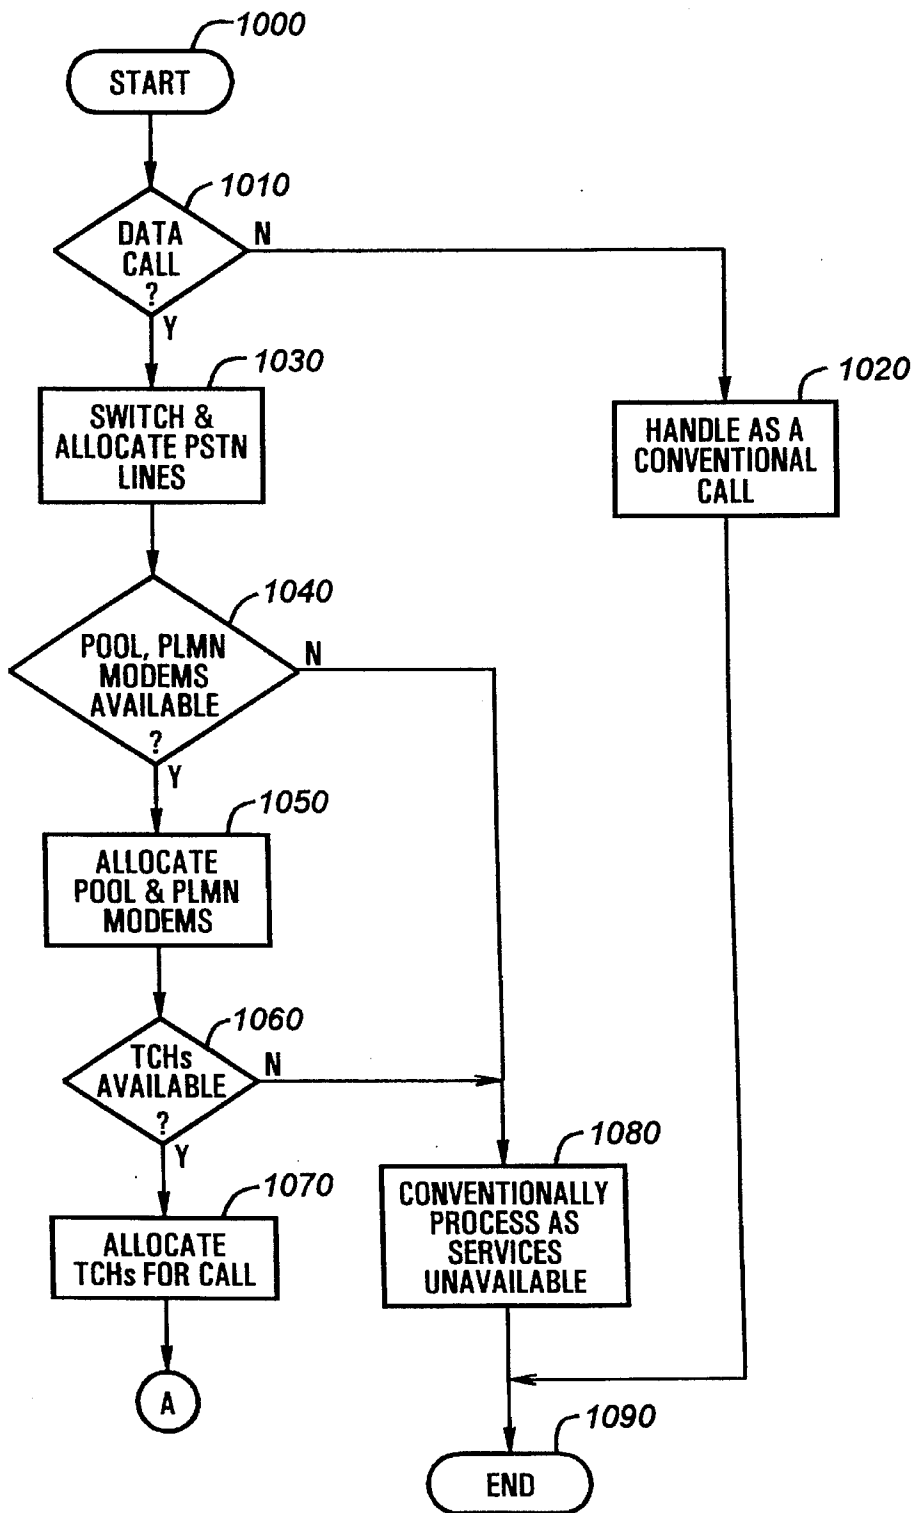 1000
START
1010
DATA
CALL
?
N
Y
1030
SWITCH &
ALLOCATE PSTN
LINES
1020
HANDLE AS A
CONVENTIONAL
CALL
1040
POOL, PLMN
MODEMS
AVAILABLE
?
N
Y
1050
ALLOCATE
POOL & PLMN
MODEMS
1060
TCHs
AVAILABLE
?
N
Y
1070
ALLOCATE
TCHs FOR CALL
1080
CONVENTIONALLY
PROCESS AS
SERVICES
UNAVAILABLE
A
1090
END